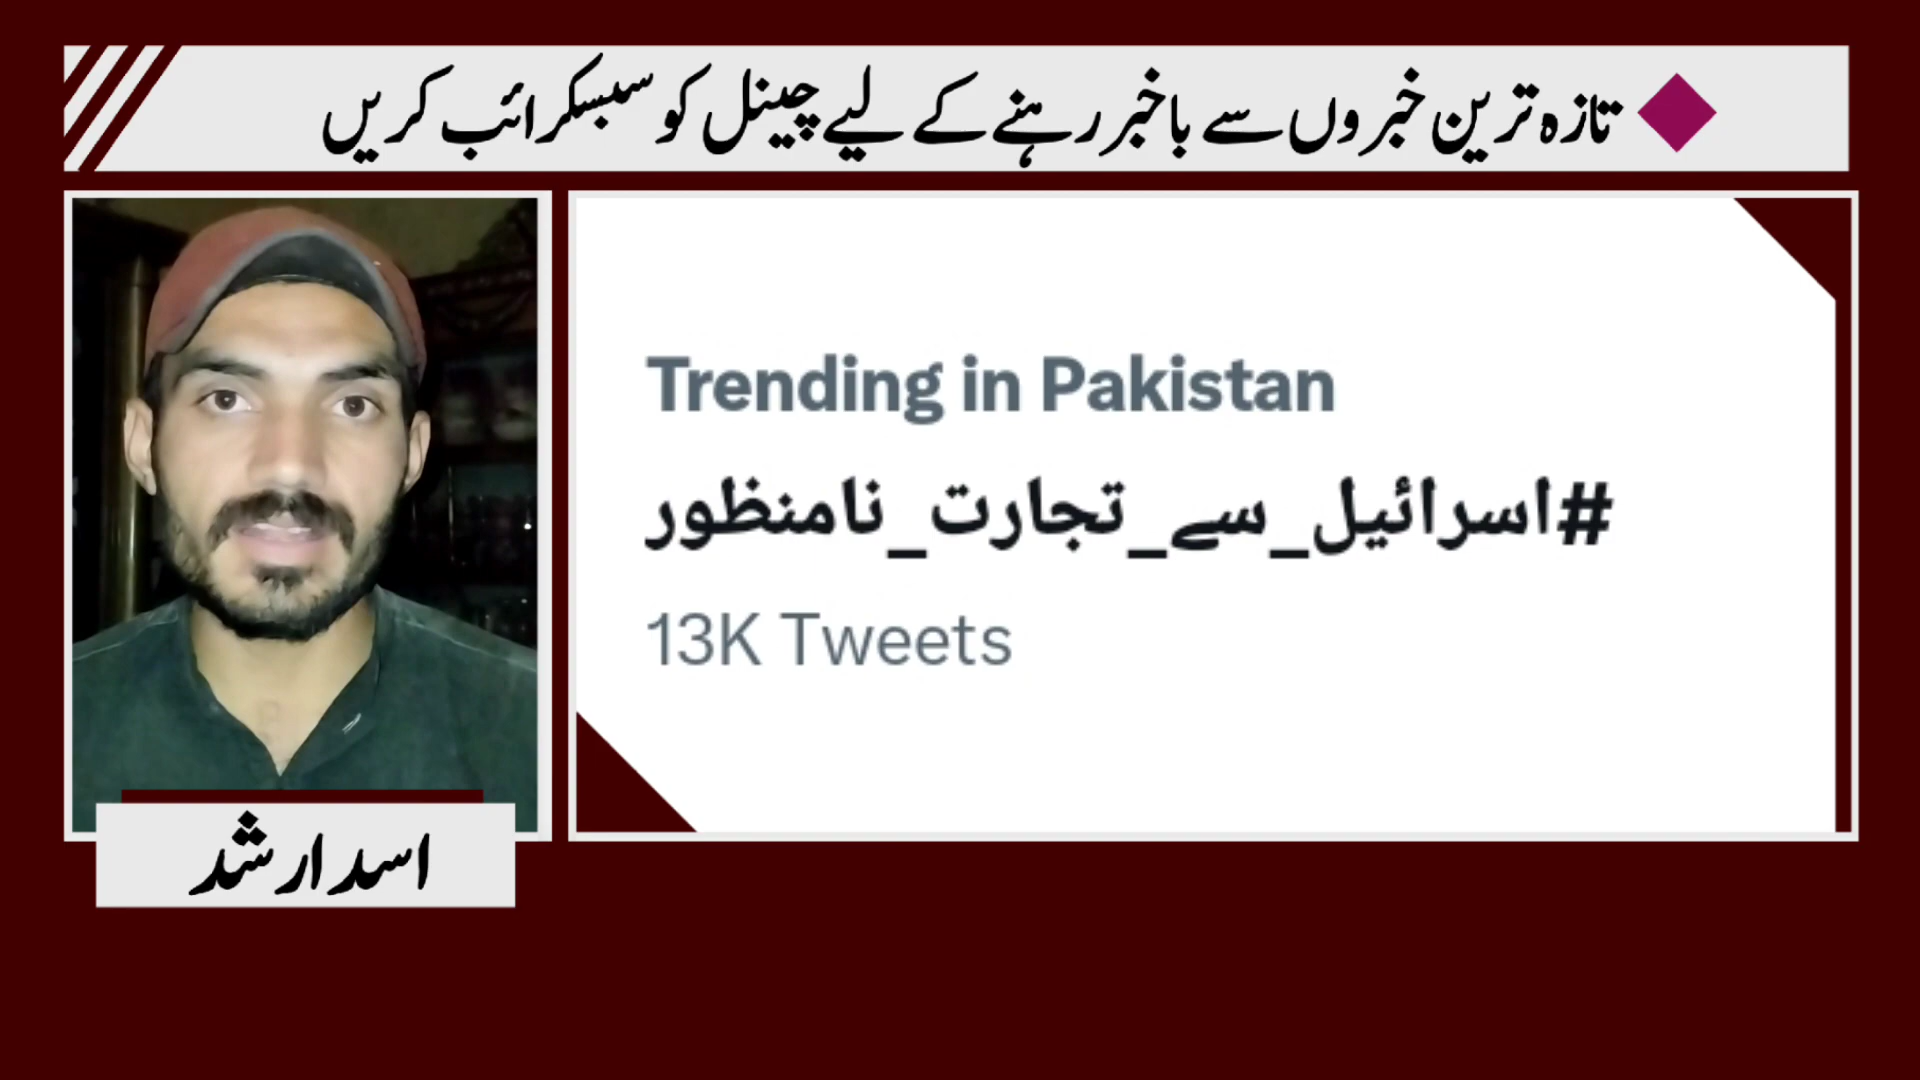 تازہ ترین خبروں سے باخبر رہنے کے لیے چینل کو سبسکرائب کریں
Trending in Pakistan
#اسرائیل_سے_تجارت_نامنظور
13K Tweets
اسد ارشد